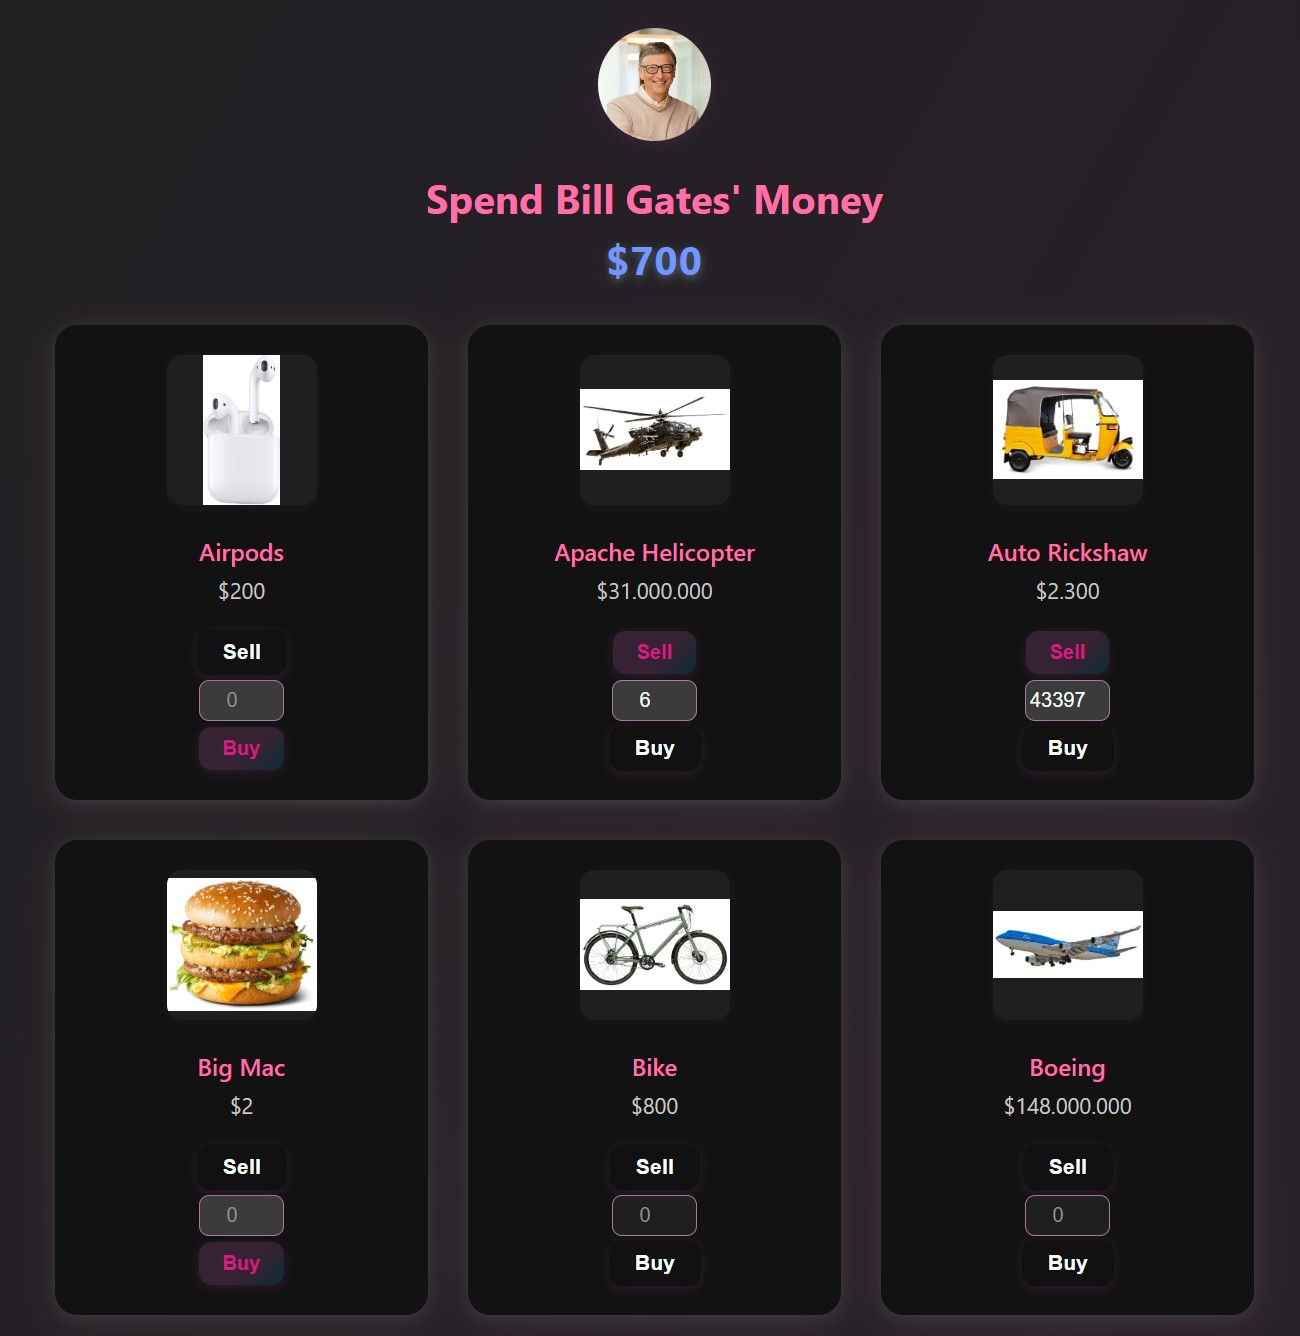 Spend Bill Gates' Money
$700
Airpods
$200
Sell
0
Buy
Apache Helicopter
$31.000.000
Sell
6
Buy
Auto Rickshaw
$2.300
Sell
43397
Buy
Big Mac
$2
Sell
0
Buy
Bike
$800
Sell
0
Buy
Boeing
$148.000.000
Sell
0
Buy